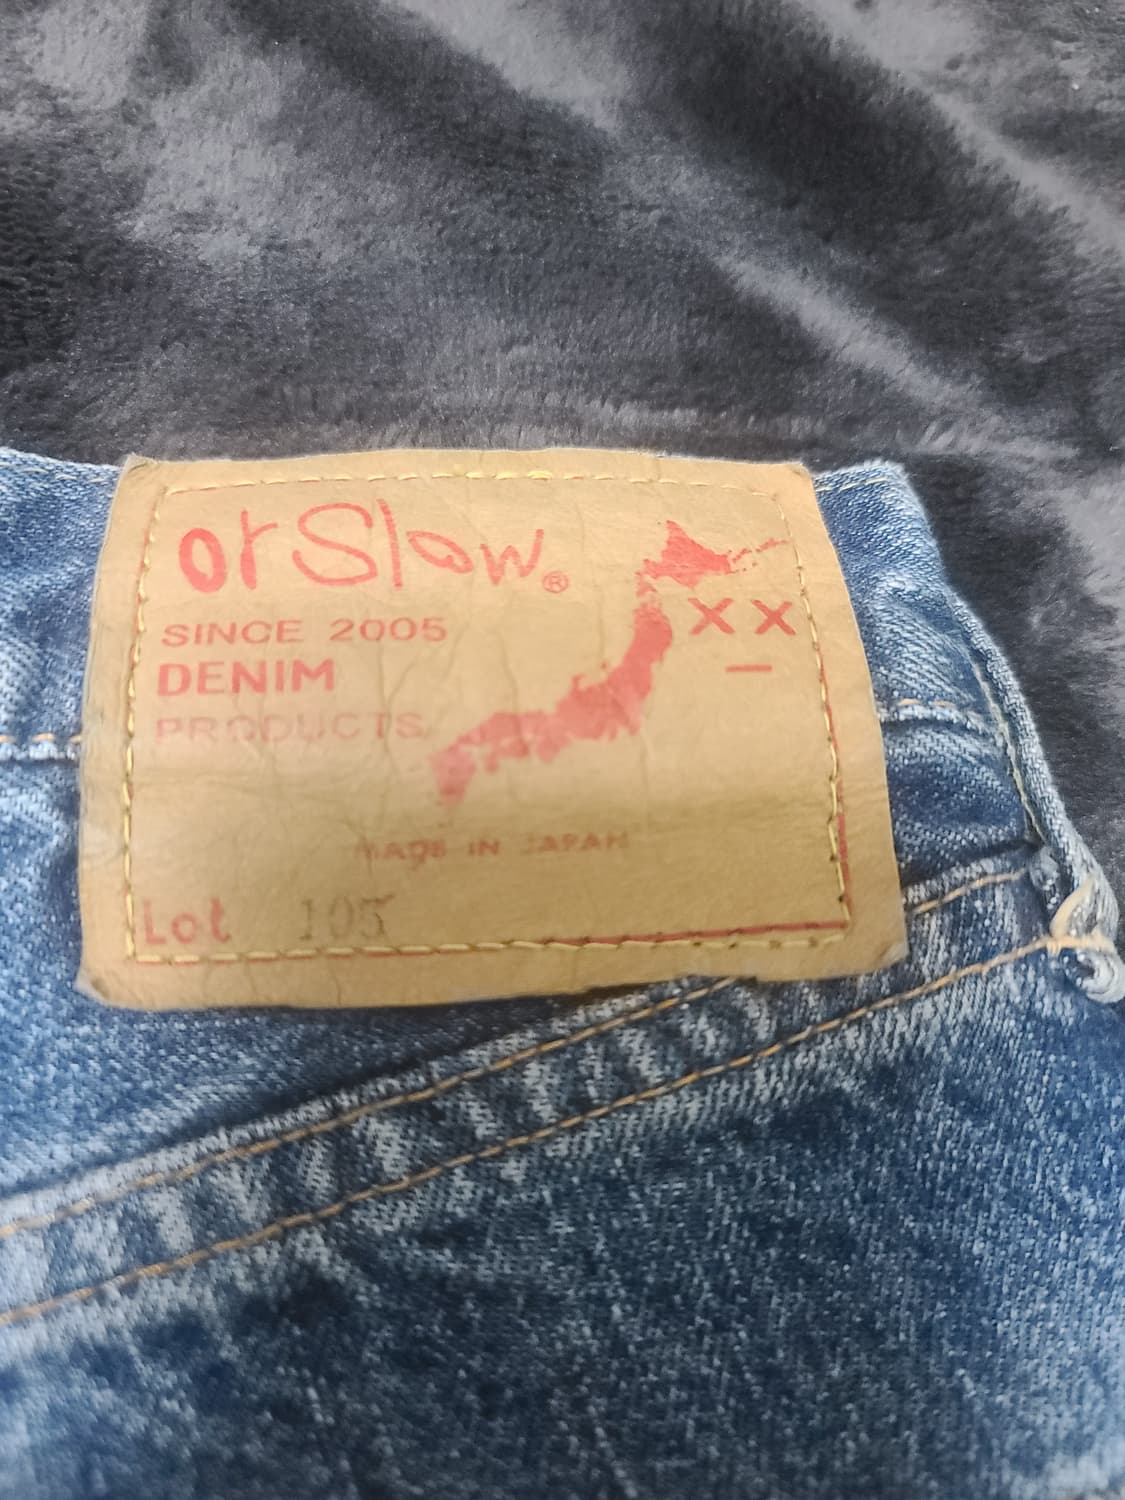 orSlow®
SINCE 2005
DENIM
PRODUCTS
XX
MADE IN JAPAN
Lot 105